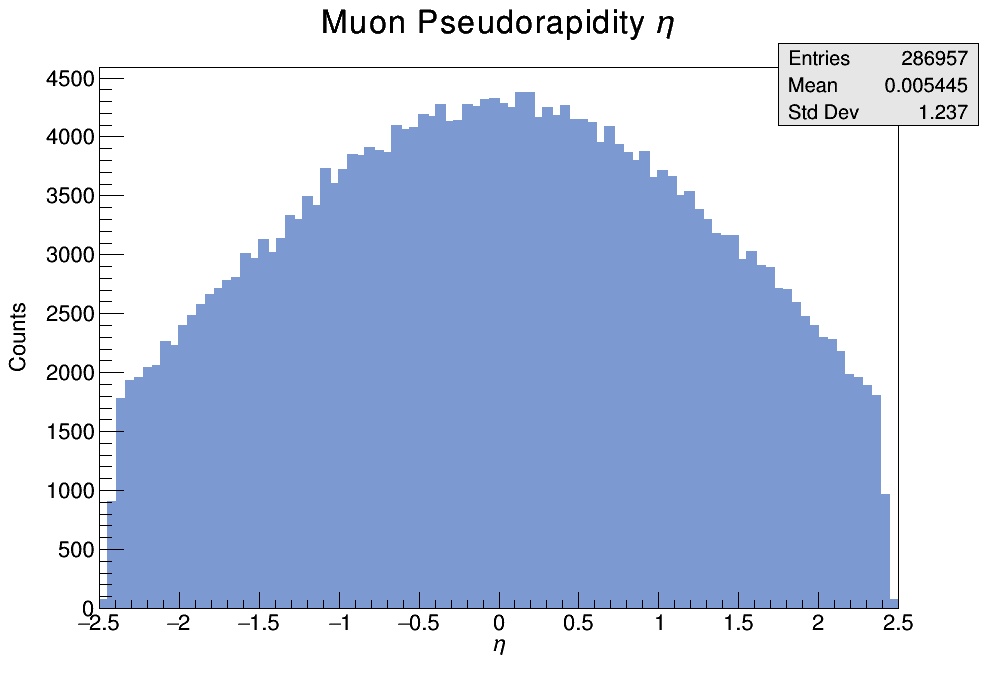 Muon Pseudorapidity η
Entries 286957
Mean 0.005445
Std Dev 1.237
Counts
4500
4000
3500
3000
2500
2000
1500
1000
500
0
−2.5 −2 −1.5 −1 −0.5 0 0.5 1 1.5 2 2.5
η